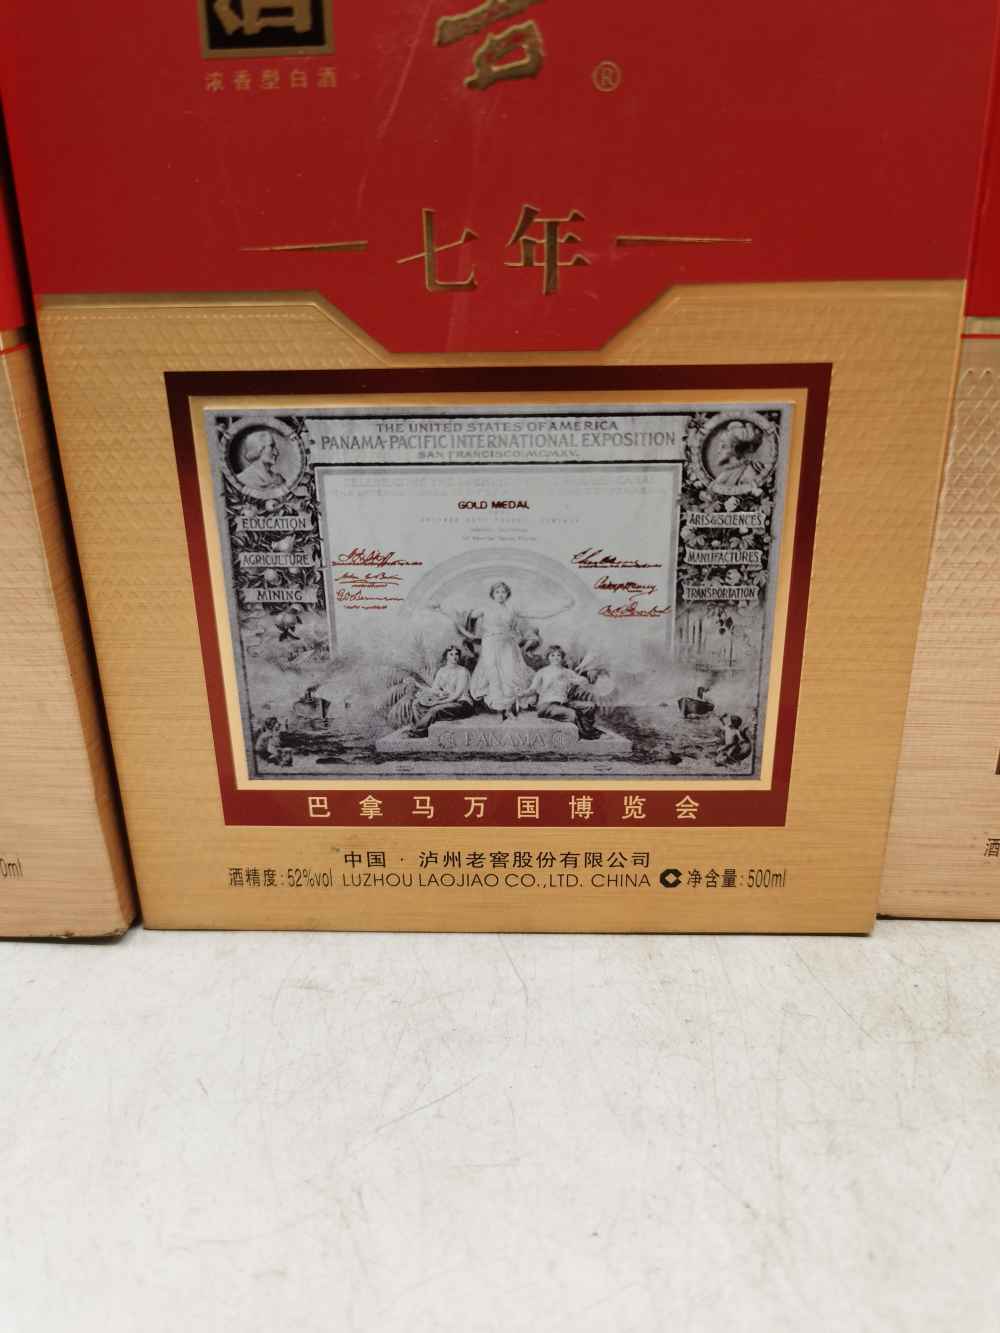 浓香型白酒
®
七年
THE UNITED STATES OF AMERICA
PANAMA-PACIFIC INTERNATIONAL EXPOSITION
SAN FRANCISCO·MCMXV.
GOLD MEDAL
EDUCATION
AGRICULTURE
MINING
ARTS&SCIENCES
MANUFACTURES
TRANSPORTATION
PANAMA
巴拿马万国博览会
中国·泸州老窖股份有限公司
酒精度:52%vol LUZHOU LAOJIAO CO.,LTD. CHINA 净含量:500ml
0ml
酒